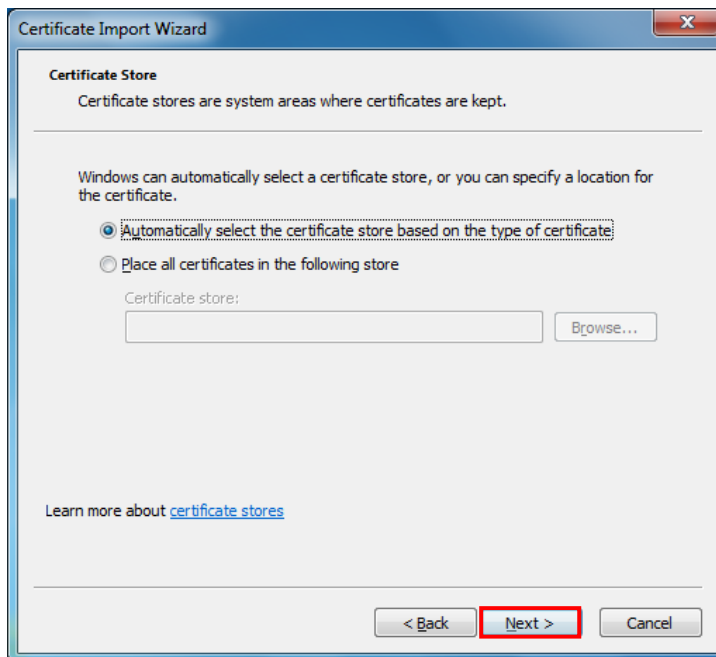 Certificate Import Wizard
Certificate Store
Certificate stores are system areas where certificates are kept.
Windows can automatically select a certificate store, or you can specify a location for
the certificate.
Automatically select the certificate store based on the type of certificate
Place all certificates in the following store
Certificate store:
Browse...
Learn more about certificate stores
< Back Next > Cancel